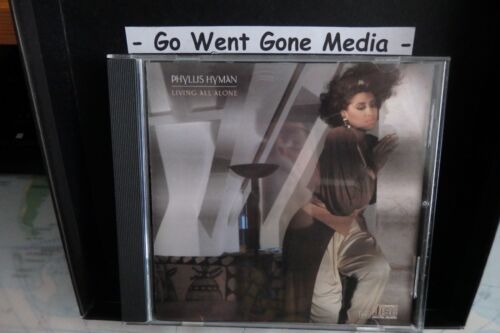 - Go Went Gone Media -
PHYLLIS HYMAN
LIVING ALL ALONE